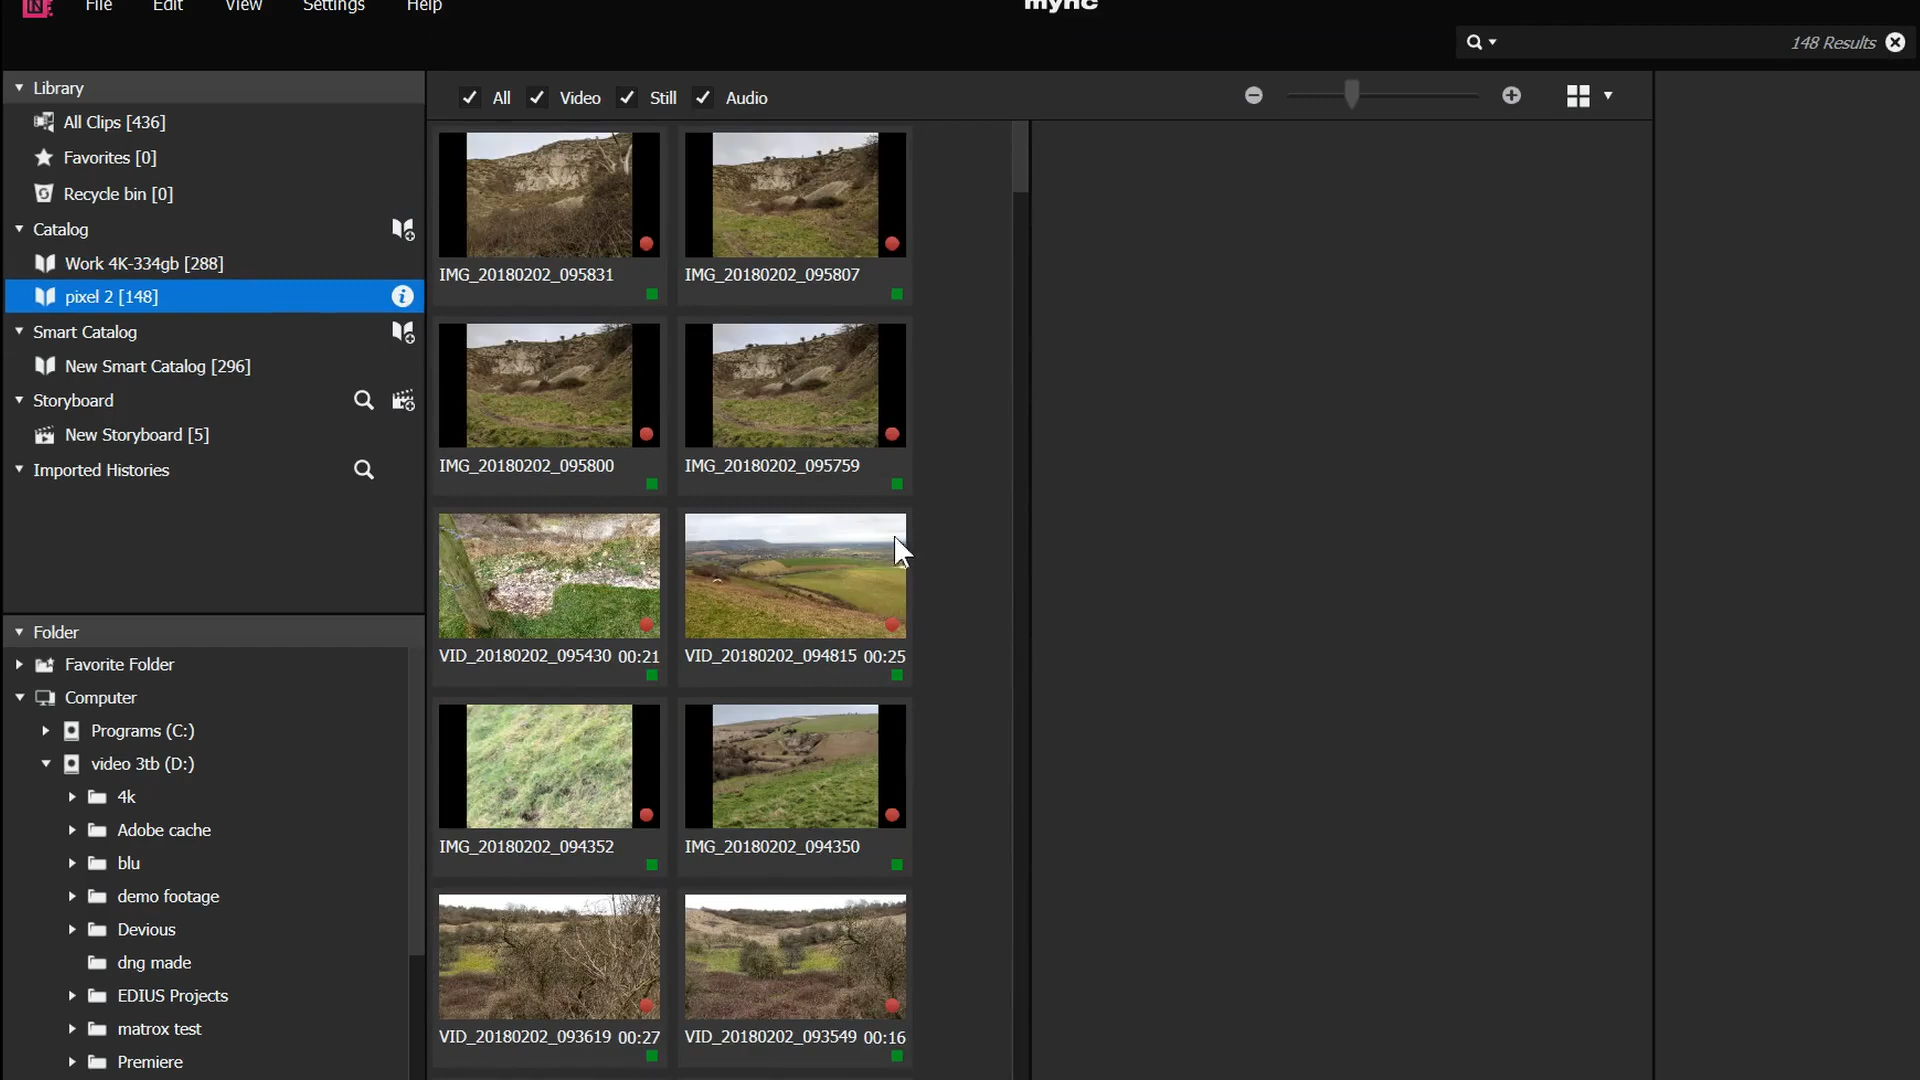 File Edit View Settings Help
mync
148 Results
Library
All Clips [436]
Favorites [0]
Recycle bin [0]
Catalog
Work 4K-334gb [288]
pixel 2 [148]
Smart Catalog
New Smart Catalog [296]
Storyboard
New Storyboard [5]
Imported Histories
Folder
Favorite Folder
Computer
Programs (C:)
video 3tb (D:)
4k
Adobe cache
blu
demo footage
Devious
dng made
EDIUS Projects
matrox test
Premiere
All Video Still Audio
IMG_20180202_095831 IMG_20180202_095807
IMG_20180202_095800 IMG_20180202_095759
VID_20180202_095430 00:21 VID_20180202_094815 00:25
IMG_20180202_094352 IMG_20180202_094350
VID_20180202_093619 00:27 VID_20180202_093549 00:16